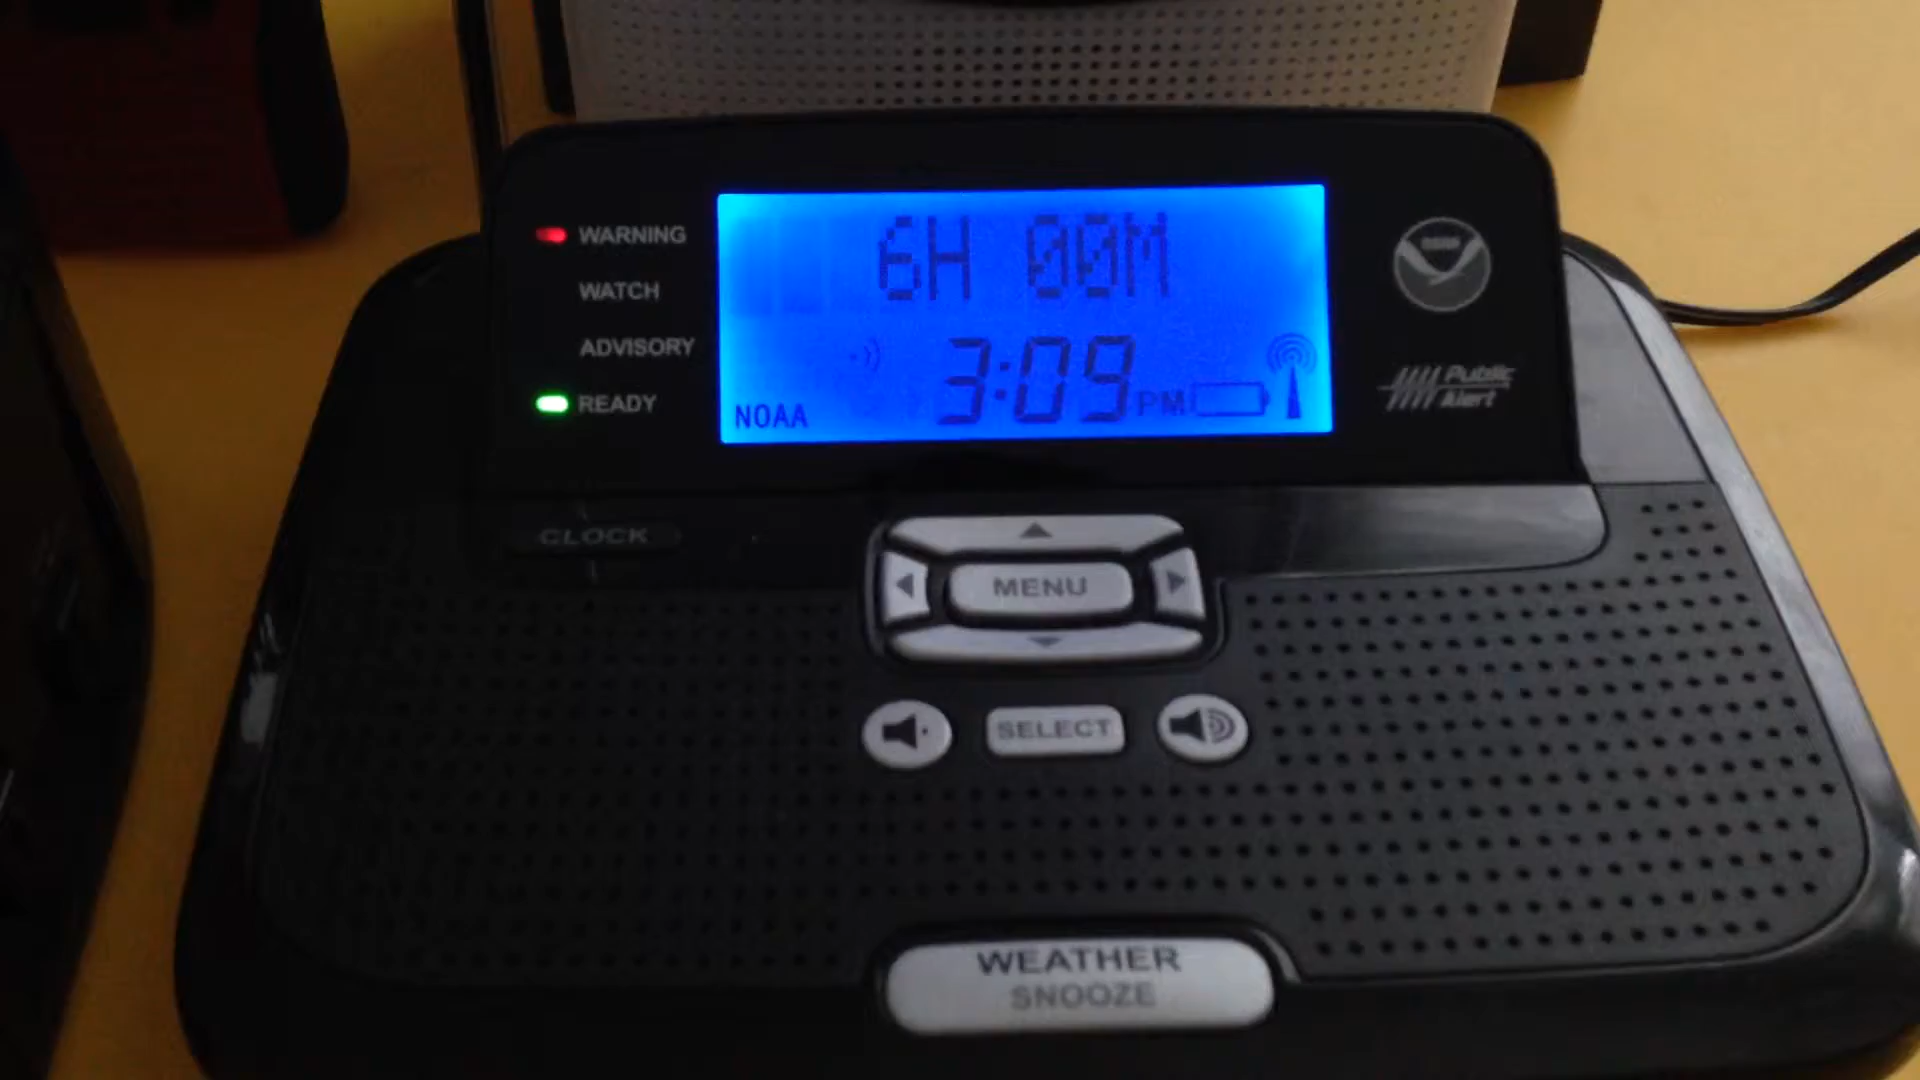 WARNING
WATCH
ADVISORY
READY
6H 00M
3:09 PM
NOAA
Public
Alert
CLOCK
MENU
SELECT
WEATHER
SNOOZE